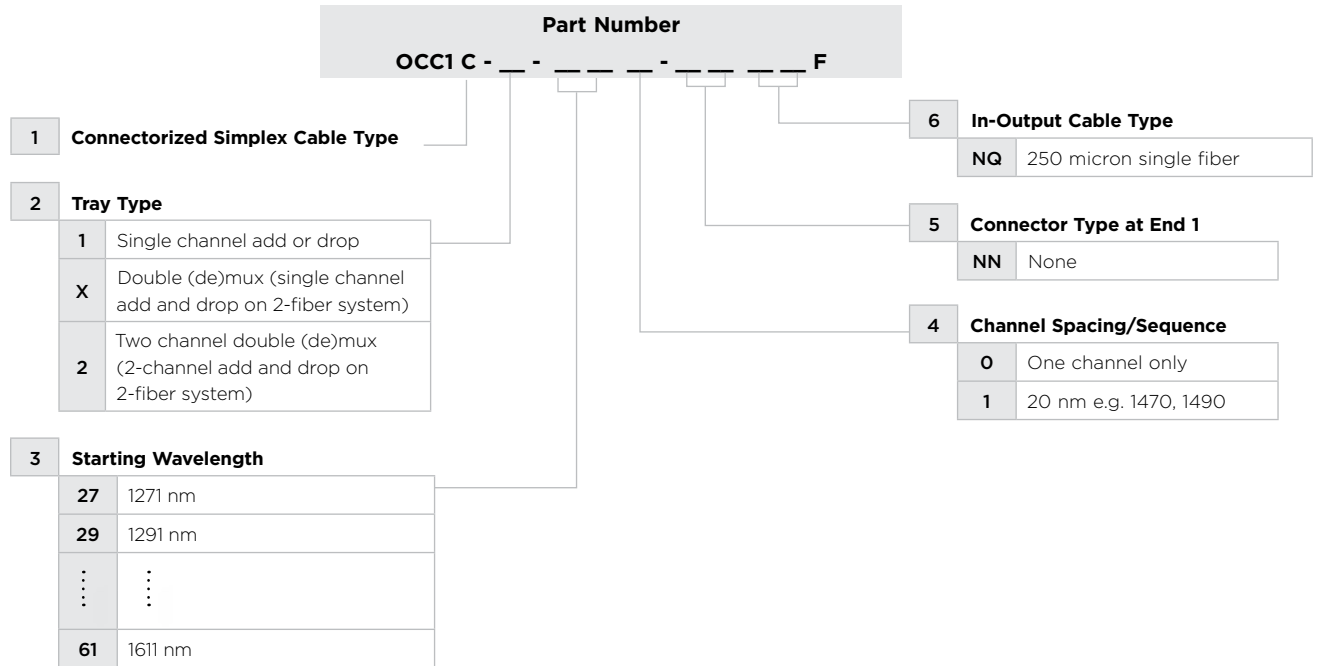 Part Number
OCC1 C - __ - __ __ __ - __ __ __ __ F
1 Connectorized Simplex Cable Type
2 Tray Type
1 Single channel add or drop
X Double (de)mux (single channel
add and drop on 2-fiber system)
2 Two channel double (de)mux
(2-channel add and drop on
2-fiber system)
3 Starting Wavelength
27 1271 nm
29 1291 nm
⋮ ⋮
61 1611 nm
6 In-Output Cable Type
NQ 250 micron single fiber
5 Connector Type at End 1
NN None
4 Channel Spacing/Sequence
0 One channel only
1 20 nm e.g. 1470, 1490